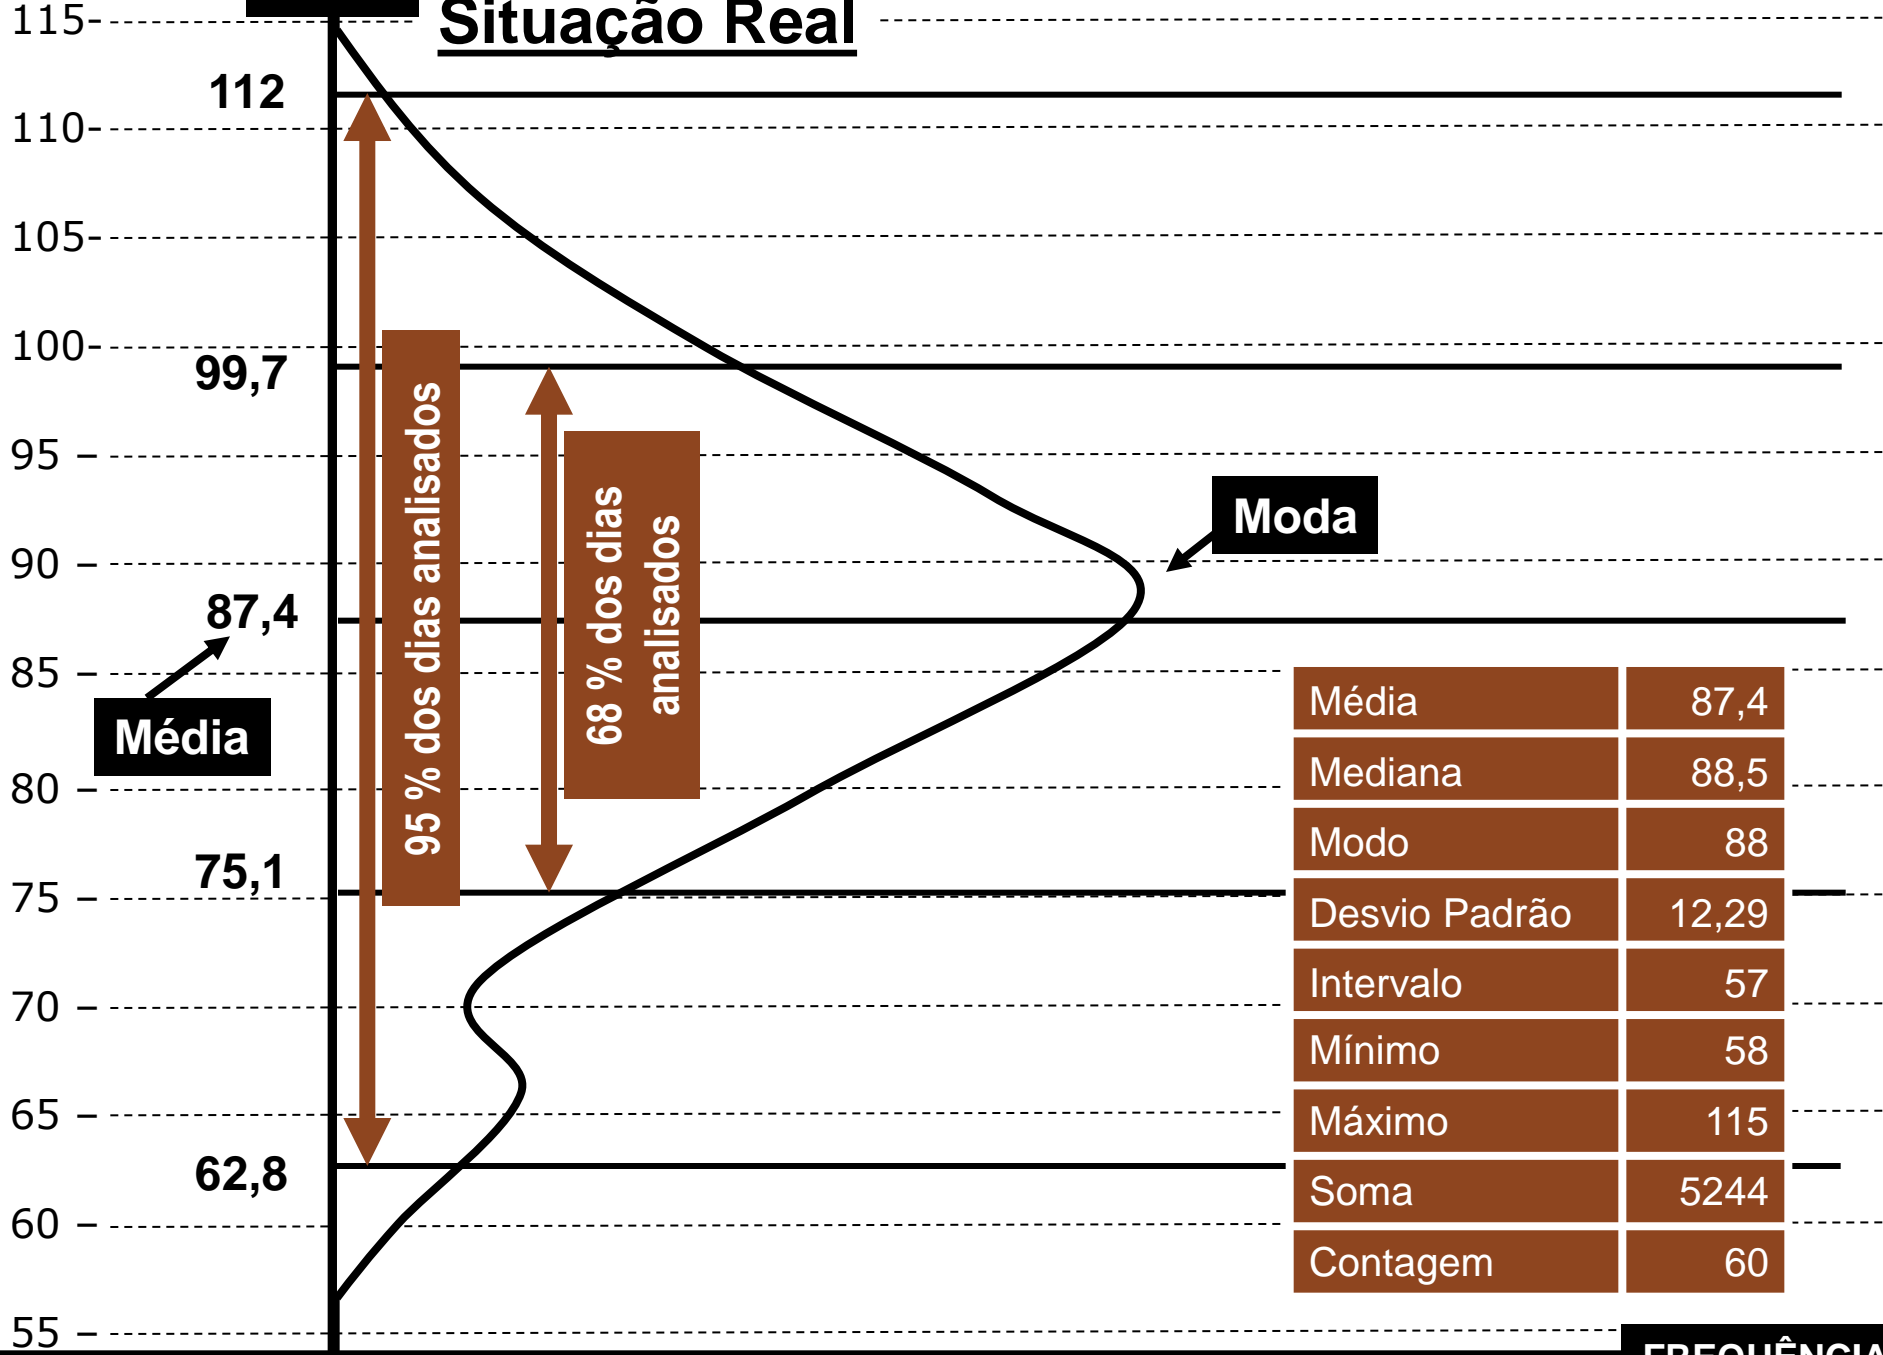 Situação Real
115-
112
110-
105-
100-
99,7
95 –
90 –
87,4
85 –
Média
80 –
75,1
75 –
70 –
65 –
62,8
60 –
55 –
95 % dos dias analisados
68 % dos dias
analisados
Moda
Média 87,4
Mediana 88,5
Modo 88
Desvio Padrão 12,29
Intervalo 57
Mínimo 58
Máximo 115
Soma 5244
Contagem 60
FREQUÊNCIA